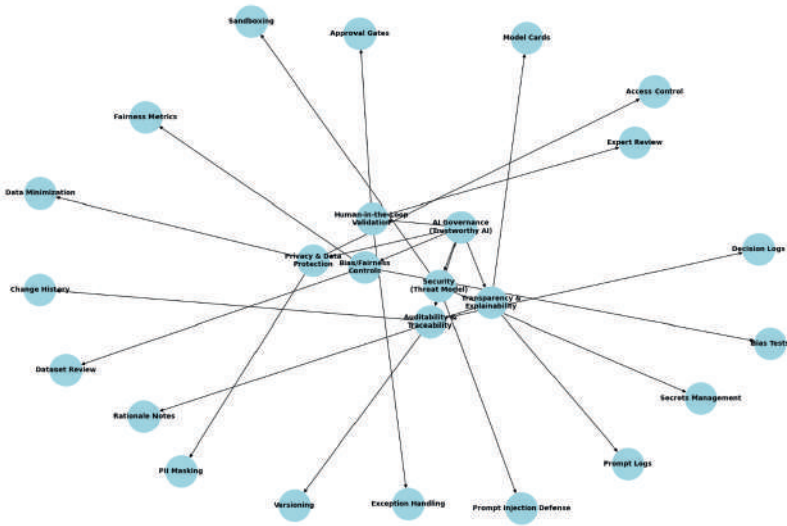 Sandboxing
Approval Gates
Model Cards
Access Control
Fairness Metrics
Expert Review
Data Minimization
Human-in-the-Loop
Validation
AI Governance
(Trustworthy AI)
Decision Logs
Privacy & Data
Protection
Bias/Fairness
Controls
Change History
Security
(Threat Model)
Transparency &
Explainability
Auditability &
Traceability
Bias Tests
Dataset Review
Secrets Management
Rationale Notes
Prompt Logs
PII Masking
Versioning
Exception Handling
Prompt Injection Defense